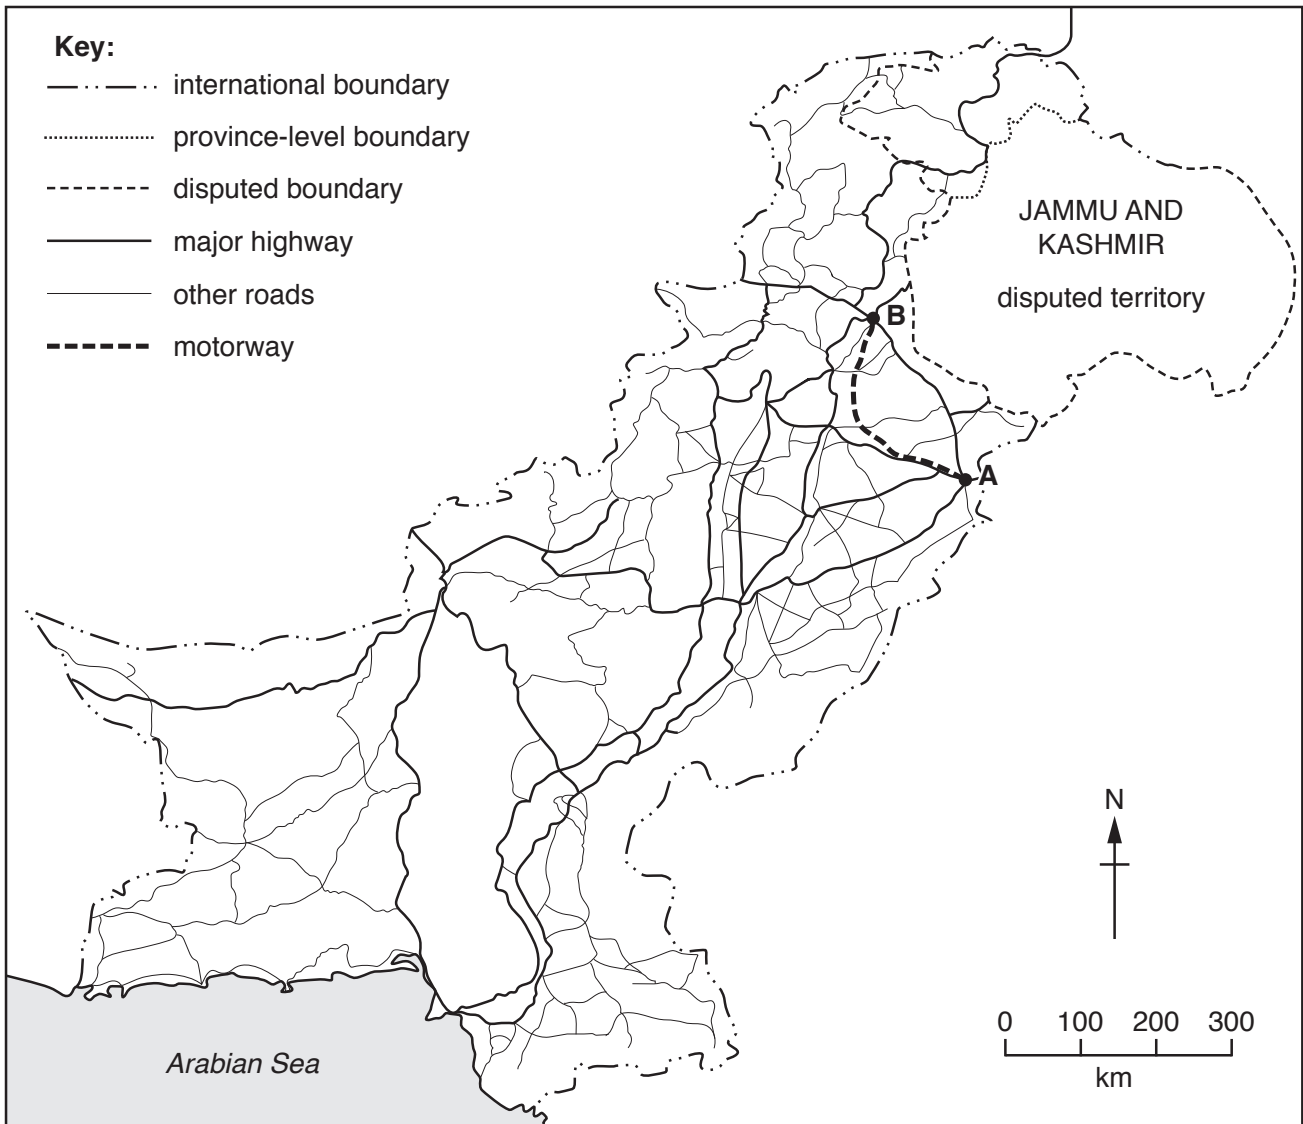 Key:
international boundary
province-level boundary
disputed boundary
major highway
other roads
motorway
JAMMU AND
KASHMIR
disputed territory
B
A
N
0 100 200 300
km
Arabian Sea